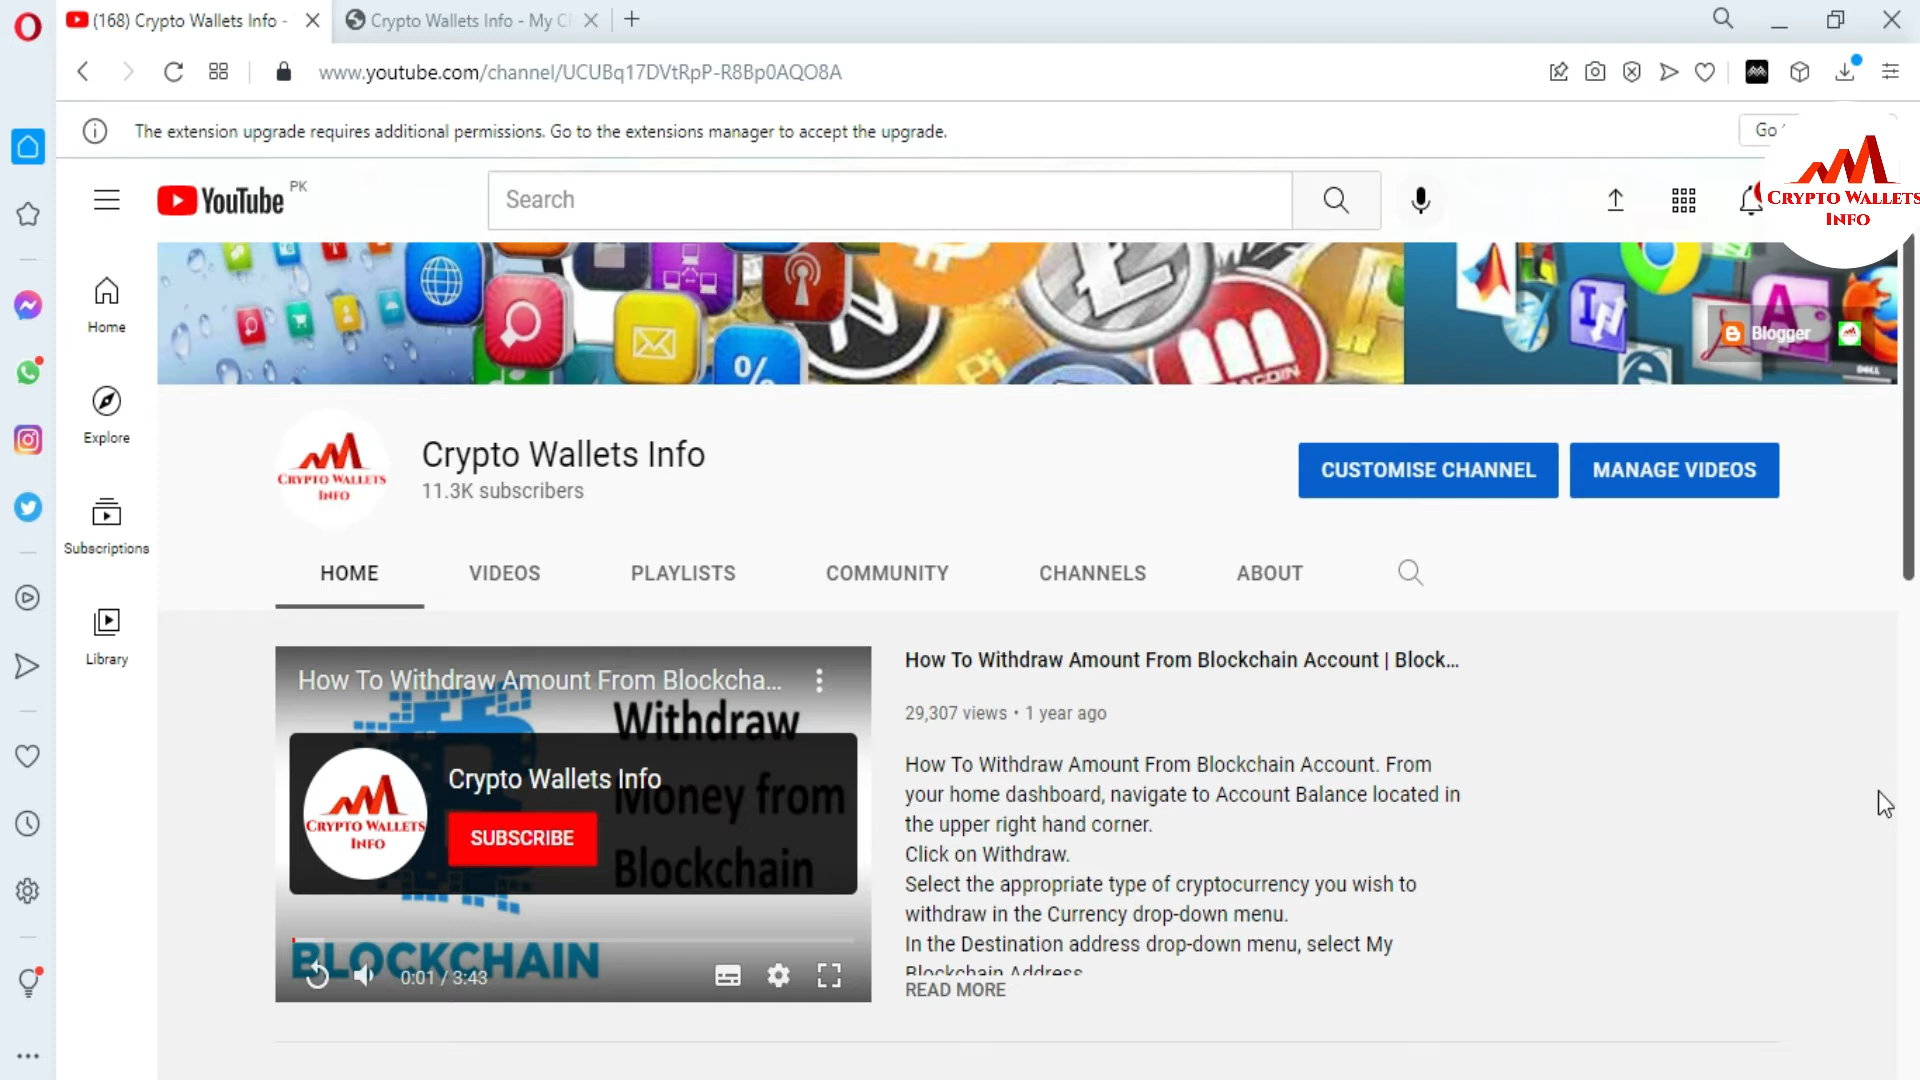 (168) Crypto Wallets Info -
Crypto Wallets Info - My C
www.youtube.com/channel/UCUBq17DVtRpP-R8Bp0AQO8A
The extension upgrade requires additional permissions. Go to the extensions manager to accept the upgrade.
Go
CRYPTO WALLETS
INFO
YouTube PK
Search
Home
Explore
Subscriptions
Library
%
Blogger
DELL
CRYPTO WALLETS
INFO
Crypto Wallets Info
11.3K subscribers
CUSTOMISE CHANNEL
MANAGE VIDEOS
HOME
VIDEOS
PLAYLISTS
COMMUNITY
CHANNELS
ABOUT
How To Withdraw Amount From Blockcha...
Withdraw
Money from
Blockchain
CRYPTO WALLETS
INFO
Crypto Wallets Info
SUBSCRIBE
BLOCKCHAIN
0:01 / 3:43
How To Withdraw Amount From Blockchain Account | Block...
29,307 views • 1 year ago
How To Withdraw Amount From Blockchain Account. From
your home dashboard, navigate to Account Balance located in
the upper right hand corner.
Click on Withdraw.
Select the appropriate type of cryptocurrency you wish to
withdraw in the Currency drop-down menu.
In the Destination address drop-down menu, select My
Blockchain Address
READ MORE